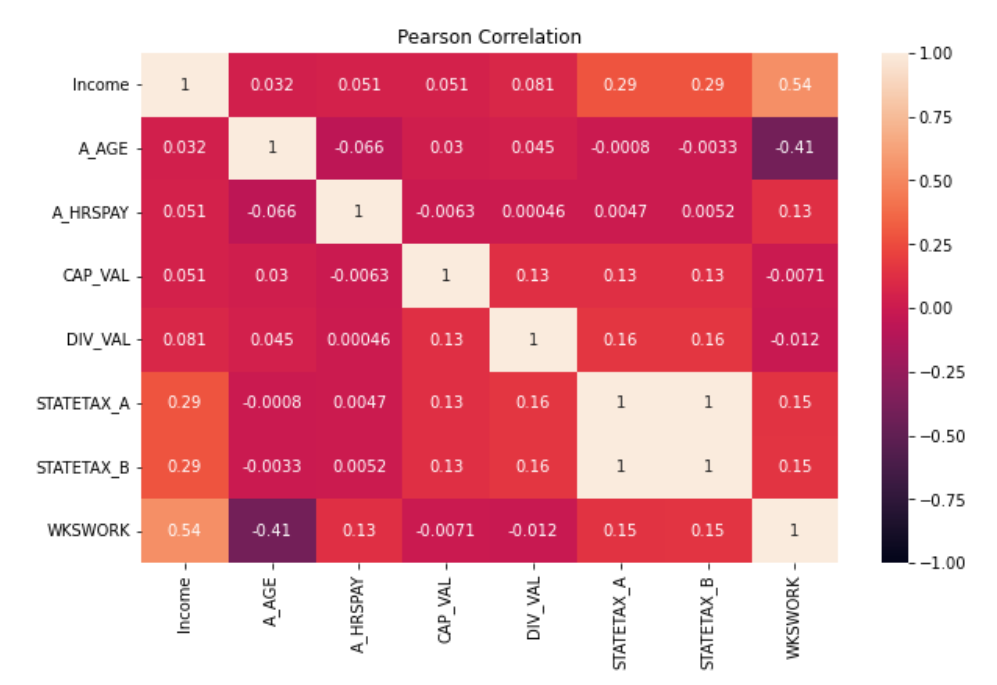 Pearson Correlation
Income 1 0.032 0.051 0.051 0.081 0.29 0.29 0.54
A_AGE 0.032 1 -0.066 0.03 0.045 -0.0008 -0.0033 -0.41
A_HRSPAY 0.051 -0.066 1 -0.0063 0.00046 0.0047 0.0052 0.13
CAP_VAL 0.051 0.03 -0.0063 1 0.13 0.13 0.13 -0.0071
DIV_VAL 0.081 0.045 0.00046 0.13 1 0.16 0.16 -0.012
STATETAX_A 0.29 -0.0008 0.0047 0.13 0.16 1 1 0.15
STATETAX_B 0.29 -0.0033 0.0052 0.13 0.16 1 1 0.15
WKSWORK 0.54 -0.41 0.13 -0.0071 -0.012 0.15 0.15 1
Income A_AGE A_HRSPAY CAP_VAL DIV_VAL STATETAX_A STATETAX_B WKSWORK
1.00
0.75
0.50
0.25
0.00
−0.25
−0.50
−0.75
−1.00